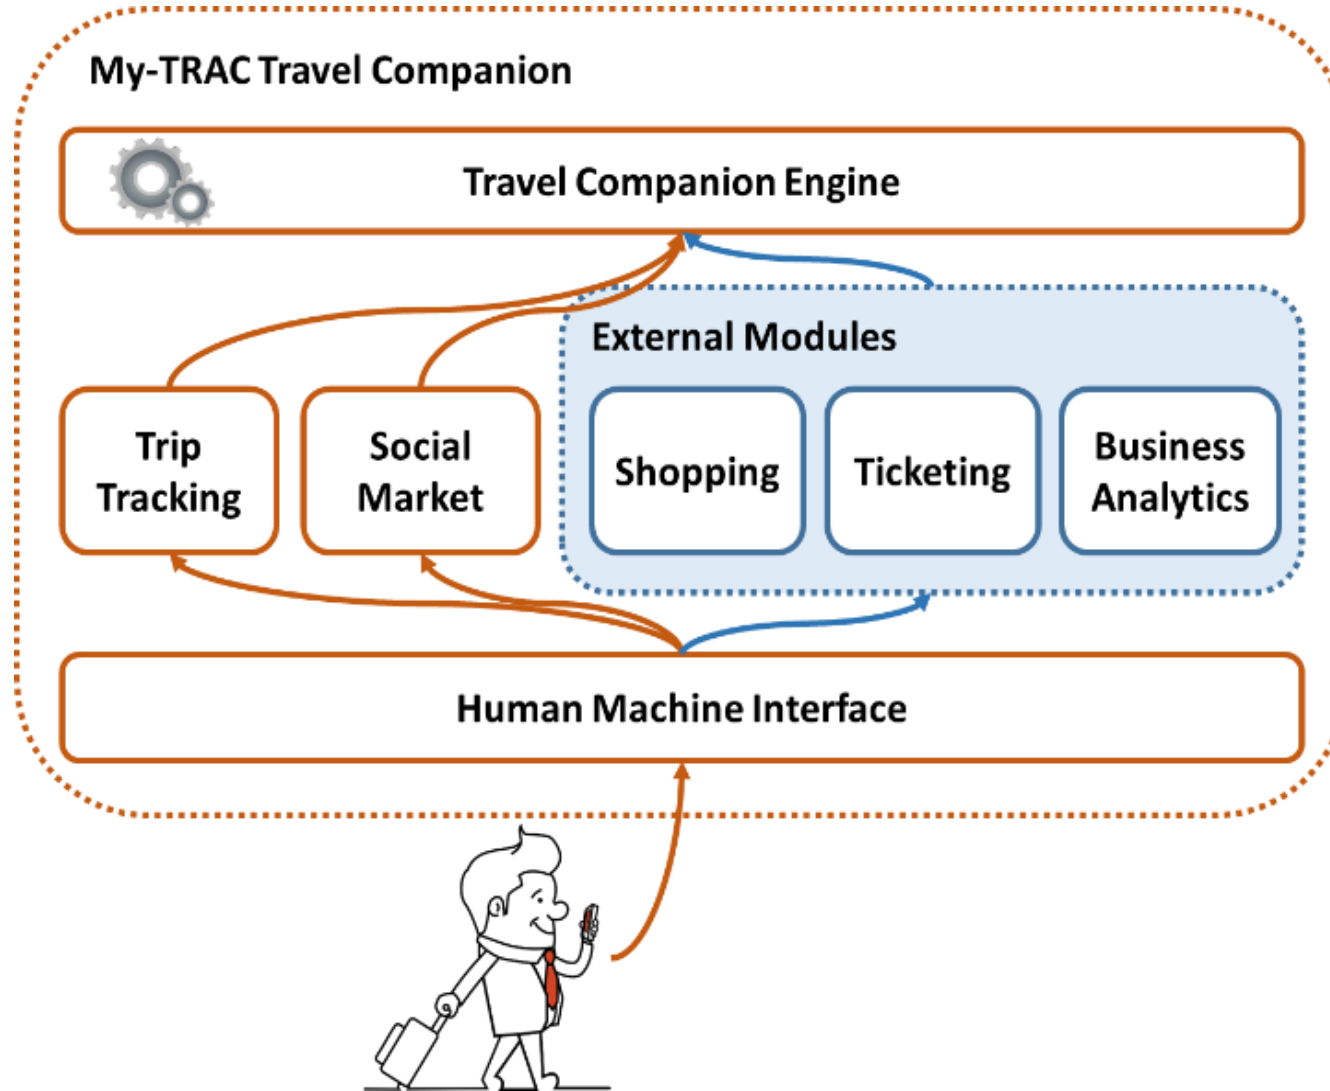 My-TRAC Travel Companion
Travel Companion Engine
External Modules
Trip
Tracking
Social
Market
Shopping
Ticketing
Business
Analytics
Human Machine Interface